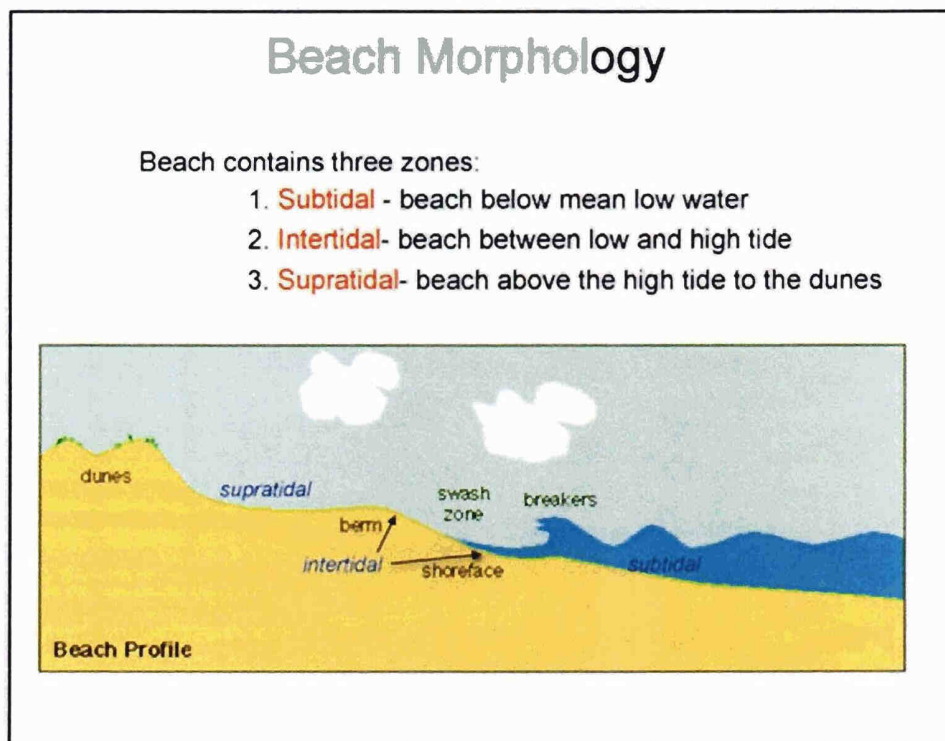 Beach Morphology
Beach contains three zones:
1. Subtidal - beach below mean low water
2. Intertidal- beach between low and high tide
3. Supratidal- beach above the high tide to the dunes
dunes
supratidal
swash
zone
breakers
berm
intertidal
shoreface
subtidal
Beach Profile